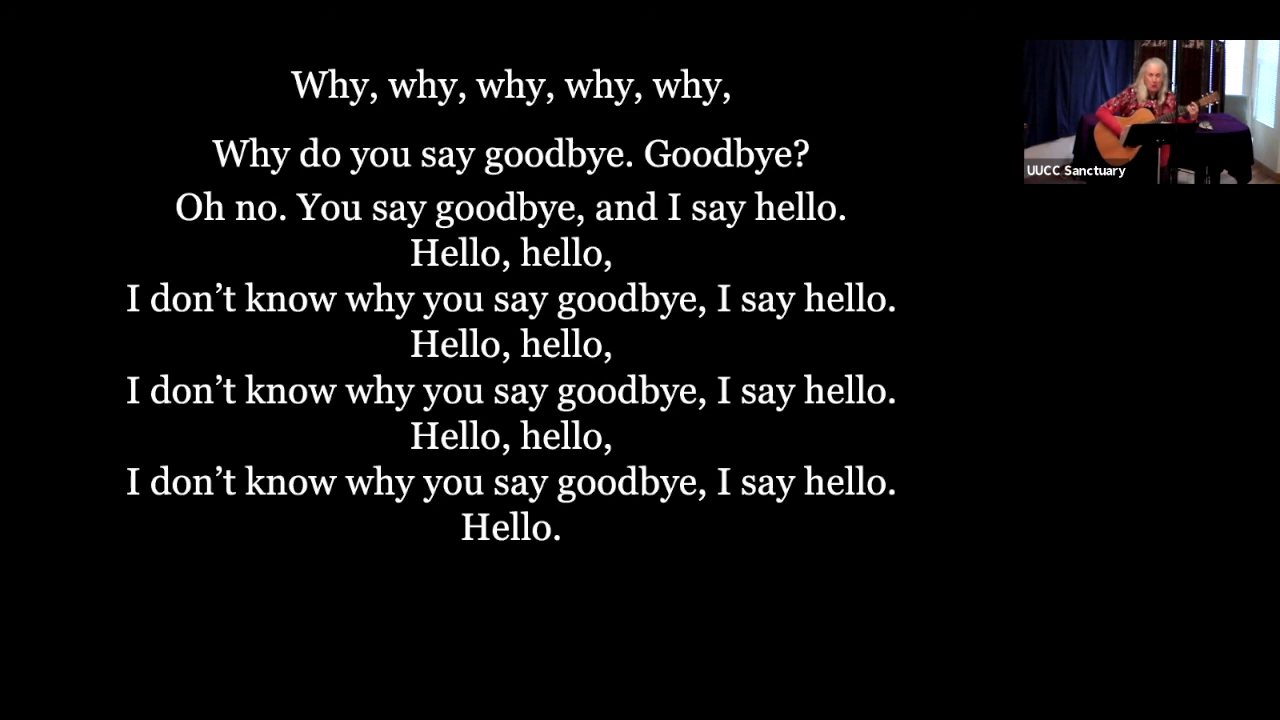 Why, why, why, why, why,
Why do you say goodbye. Goodbye?
Oh no. You say goodbye, and I say hello.
Hello, hello,
I don’t know why you say goodbye, I say hello.
Hello, hello,
I don’t know why you say goodbye, I say hello.
Hello, hello,
I don’t know why you say goodbye, I say hello.
Hello.
UUCC Sanctuary